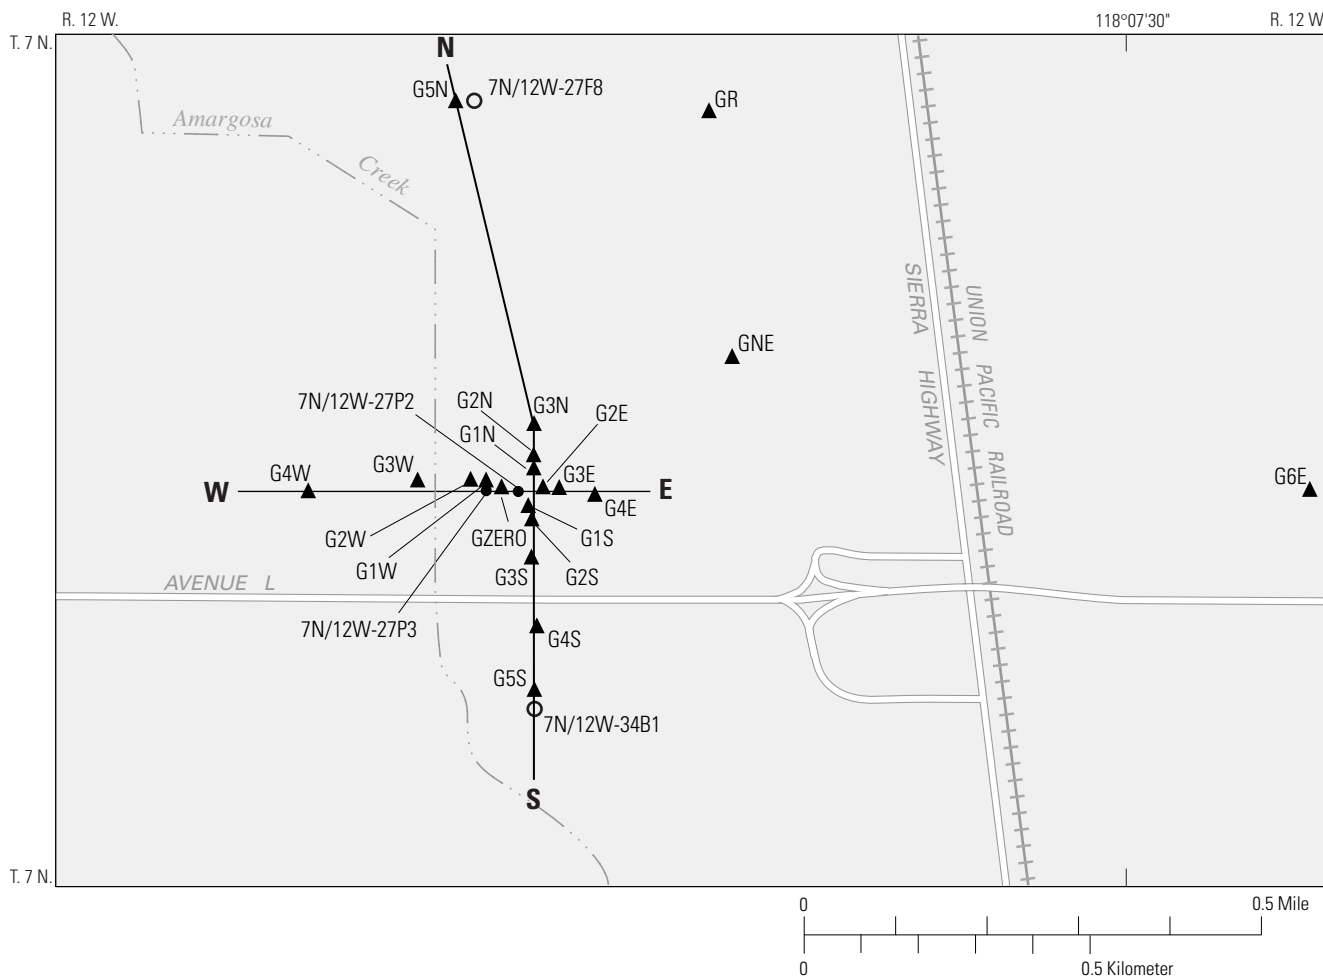 R. 12 W.
118°07'30"
R. 12 W
T. 7 N.
N
G5N
7N/12W-27F8
GR
Amargosa
Creek
SIERRA HIGHWAY
UNION PACIFIC RAILROAD
GNE
7N/12W-27P2
G2N
G3N
G2E
G1N
G4W
G3W
G3E
G6E
W
E
G4E
G2W
GZERO
G1S
G1W
G3S
G2S
AVENUE L
7N/12W-27P3
G4S
G5S
7N/12W-34B1
S
T. 7 N.
0
0.5 Mile
0
0.5 Kilometer